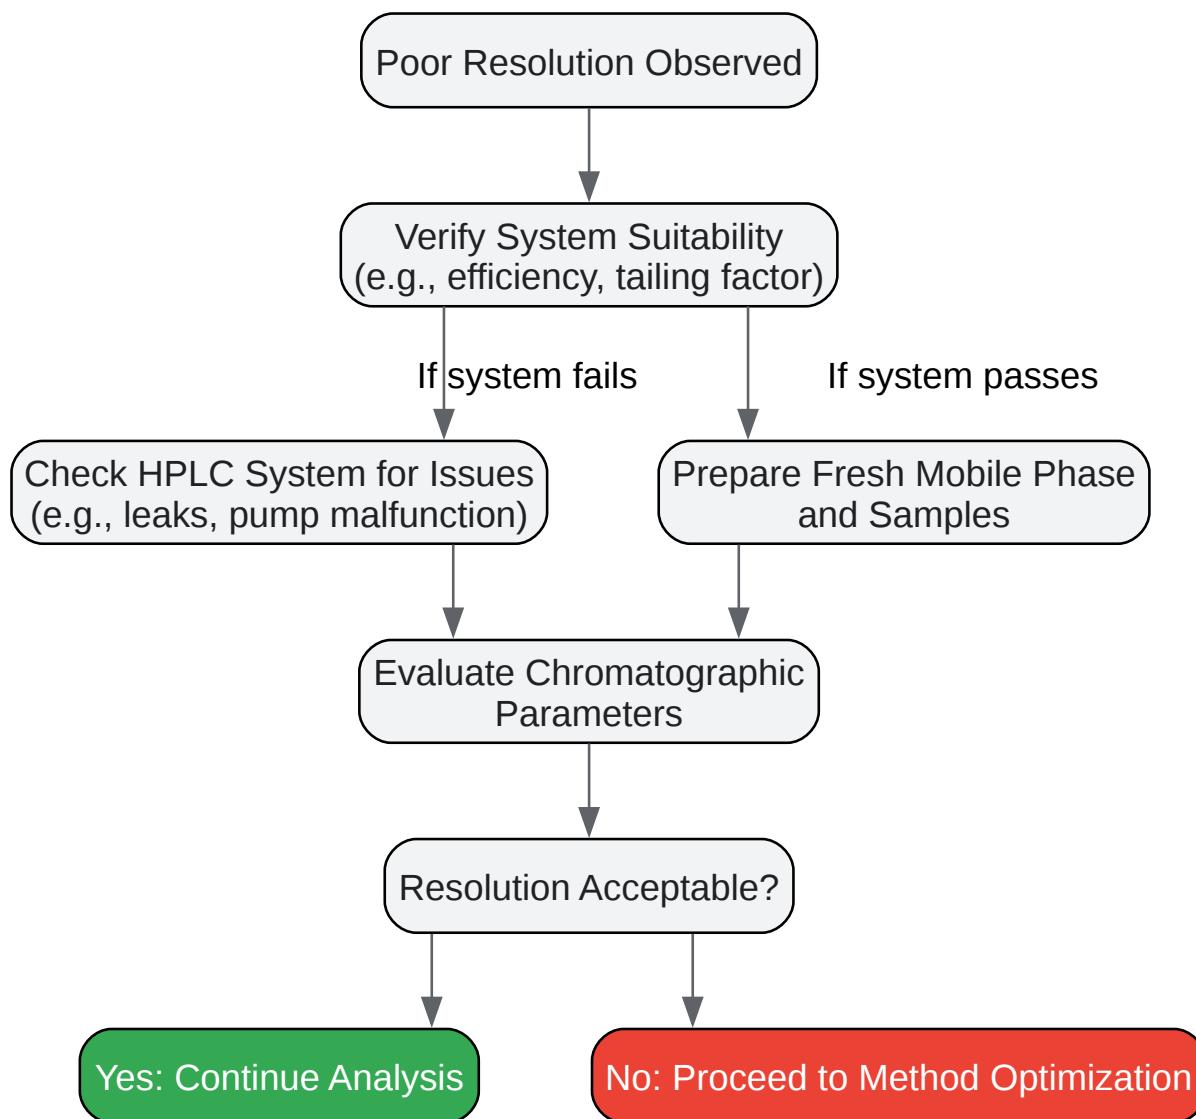 Poor Resolution Observed
Verify System Suitability
(e.g., efficiency, tailing factor)
If system fails
If system passes
Check HPLC System for Issues
(e.g., leaks, pump malfunction)
Prepare Fresh Mobile Phase
and Samples
Evaluate Chromatographic
Parameters
Resolution Acceptable?
Yes: Continue Analysis
No: Proceed to Method Optimization